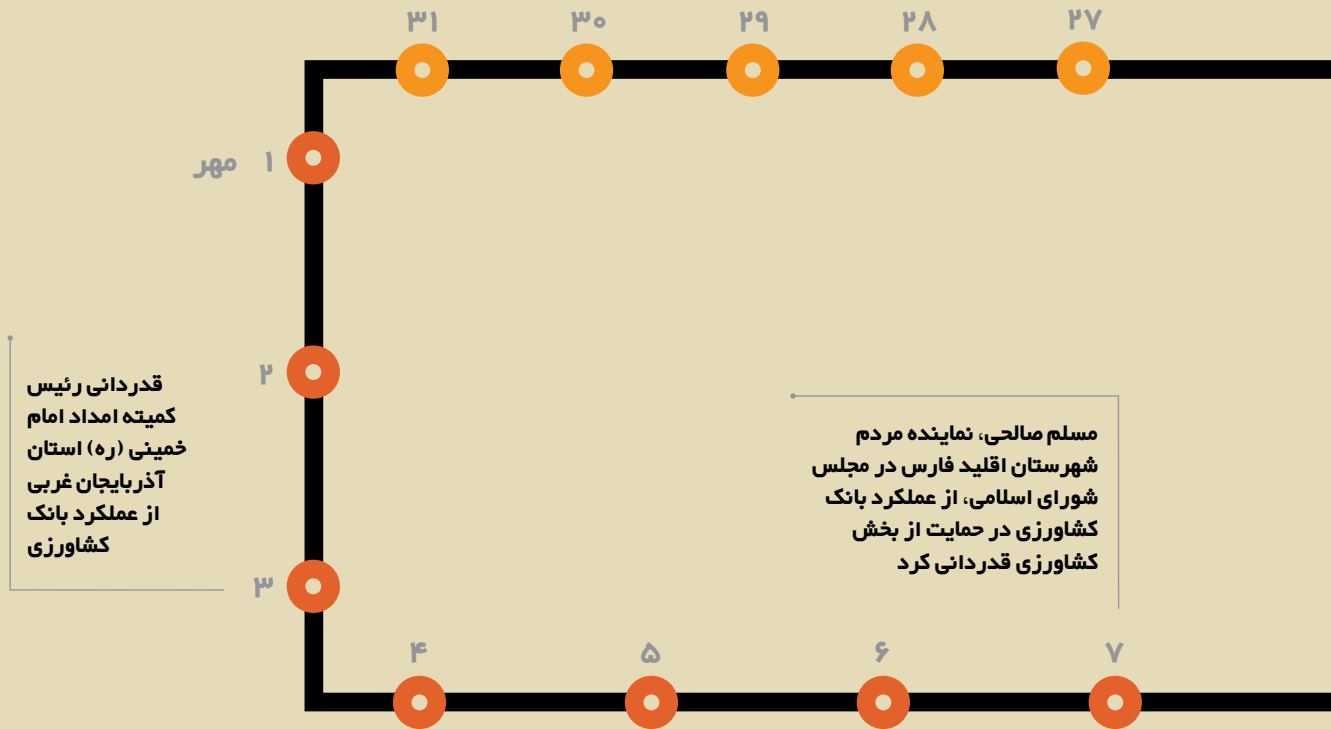 ۲۷
۲۸
۲۹
۳۰
۳۱
۱ مهر
۲
قدردانی رئیس
کمیته امداد امام
خمینی (ره) استان
آذربایجان غربی
از عملکرد بانک
کشاورزی
۳
مسلم صالحی، نماینده مردم
شهرستان اقلید فارس در مجلس
شورای اسلامی، از عملکرد بانک
کشاورزی در حمایت از بخش
کشاورزی قدردانی کرد
۴
۵
۶
۷